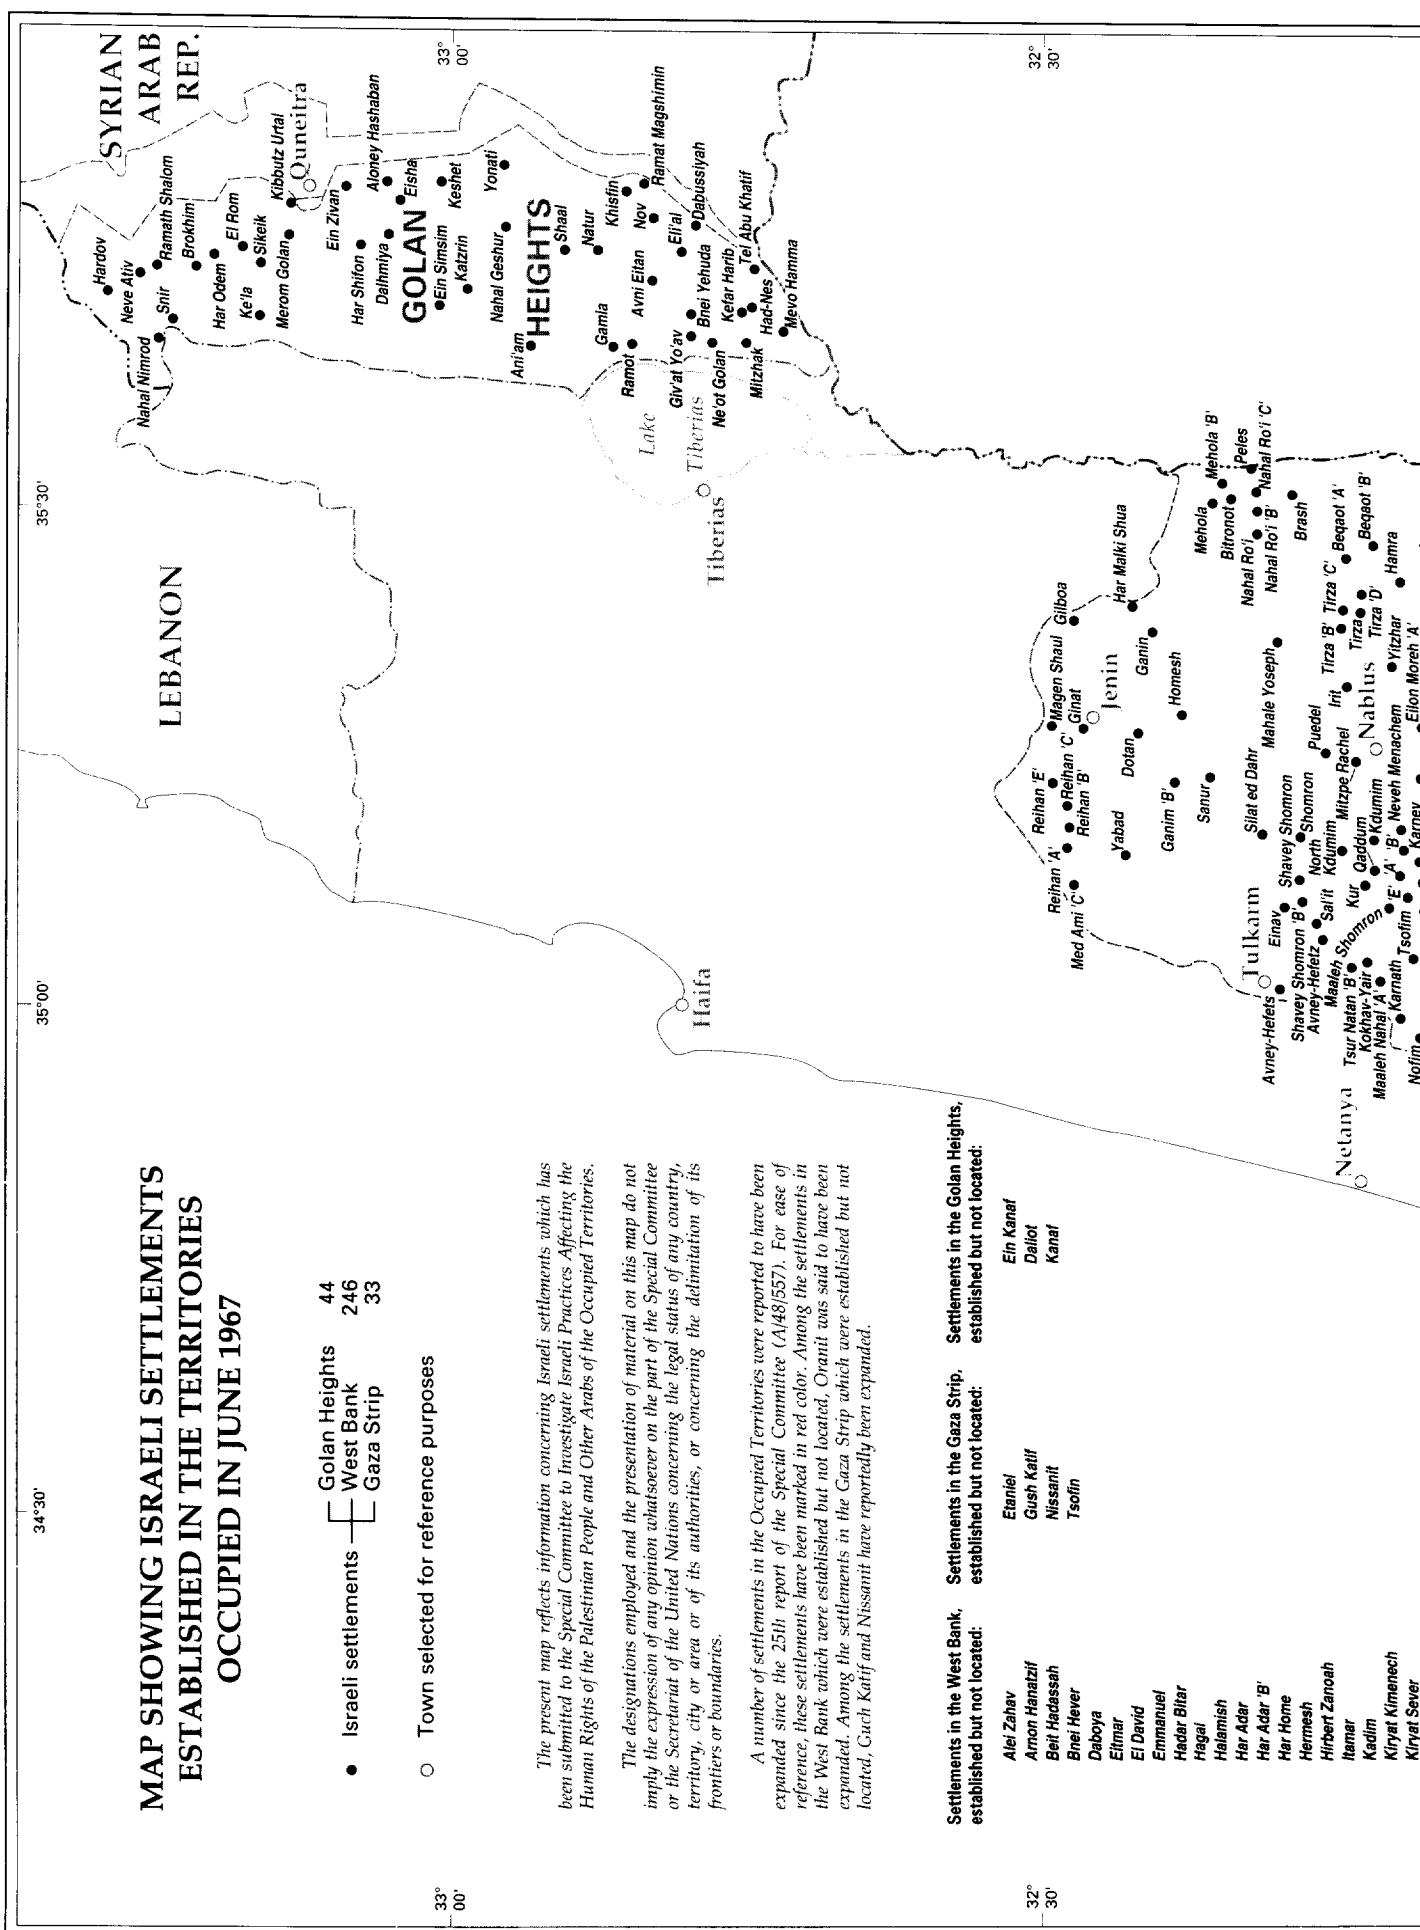 MAP SHOWING ISRAELI SETTLEMENTS
ESTABLISHED IN THE TERRITORIES
OCCUPIED IN JUNE 1967
● Israeli settlements
Golan Heights 44
West Bank 246
Gaza Strip 33
○ Town selected for reference purposes
The present map reflects information concerning Israeli settlements which has
been submitted to the Special Committee to Investigate Israeli Practices Affecting the
Human Rights of the Palestinian People and Other Arabs of the Occupied Territories.
The designations employed and the presentation of material on this map do not
imply the expression of any opinion whatsoever on the part of the Special Committee
or the Secretariat of the United Nations concerning the legal status of any country,
territory, city or area or of its authorities, or concerning the delimitation of its
frontiers or boundaries.
A number of settlements in the Occupied Territories were reported to have been
expanded since the 25th report of the Special Committee (A/48/557). For ease of
reference, these settlements have been marked in red color. Among the settlements in
the West Bank which were established but not located, Oranit was said to have been
expanded. Among the settlements in the Gaza Strip which were established but not
located, Guch Katif and Nissanit have reportedly been expanded.
Settlements in the West Bank,
established but not located:
Alei Zahav
Arnon Hanatzif
Beit Hadassah
Bnei Hever
Daboya
Eitmar
El David
Emmanuel
Hadar Bitar
Hagai
Halamish
Har Adar
Har Adar 'B'
Har Home
Hermesh
Hirbert Zanoah
Itamar
Kadim
Kiryat Kimenech
Kiryat Sever
Settlements in the Gaza Strip,
established but not located:
Etaniel
Gush Katif
Nissanit
Tsofin
Settlements in the Golan Heights,
established but not located:
Ein Kanaf
Daliot
Kanaf
34°30'
35°00'
35°30'
33°
00'
32°
30'
33°
00'
32°
30'
LEBANON
SYRIAN
ARAB
REP.
GOLAN
HEIGHTS
Hardov
Neve Ativ
Ramath Shalom
Snir
Nahal Nimrod
Brokhim
Har Odem
El Rom
Ke'la
Sikeik
Merom Golan
Kibbutz Urtal
Quneitra
Ein Zivan
Har Shifon
Aloney Hashaban
Dalhmiya
Eisha
Ein Simsim
Keshet
Katzrin
Yonati
Nahal Geshur
Ani'am
Shaal
Natur
Gamla
Khisfin
Ramot
Avni Eitan
Nov
Ramat Magshimin
Eli'al
Giv'at Yo'av
Bnei Yehuda
Dabussiyah
Ne'ot Golan
Kefar Harib
Tel Abu Khatif
Mitzhak
Had-Nes
Mevo Hamma
Lake
Tiberias
Tiberias
Haifa
Netanya
Tulkarm
Jenin
Nablus
Reihan 'E'
Magen Shaul
Gilboa
Reihan 'A'
Reihan 'C'
Ginat
Reihan 'B'
Med Ami 'C'
Har Malki Shua
Yabad
Dotan
Ganin
Ganim 'B'
Homesh
Sanur
Mehola
Mehola 'B'
Bitronot
Peles
Nahal Ro'i
Nahal Ro'i 'C'
Nahal Ro'i 'B'
Brash
Silat ed Dahr
Mahale Yoseph
Avney-Hefets
Einav
Shavey Shomron
Shavey Shomron 'B'
Shomron
Avney-Hefetz
Sal'it
North
Kdumim
Puedel
Mitzpe Rachel
Irit
Tirza 'B'
Tirza 'C'
Tirza
Tirza 'D'
Beqaot 'A'
Beqaot 'B'
Hamra
Yitzhar
Tsur Natan 'B'
Maaleh Shomron
Kokhav-Yair
Kur
Qaddum
Kdumim
Maaleh Nahal 'A'
Karnath
Tsofim
'E'
'A'
'B'
Neveh Menachem
Elion Moreh 'A'
Karney
Nofim